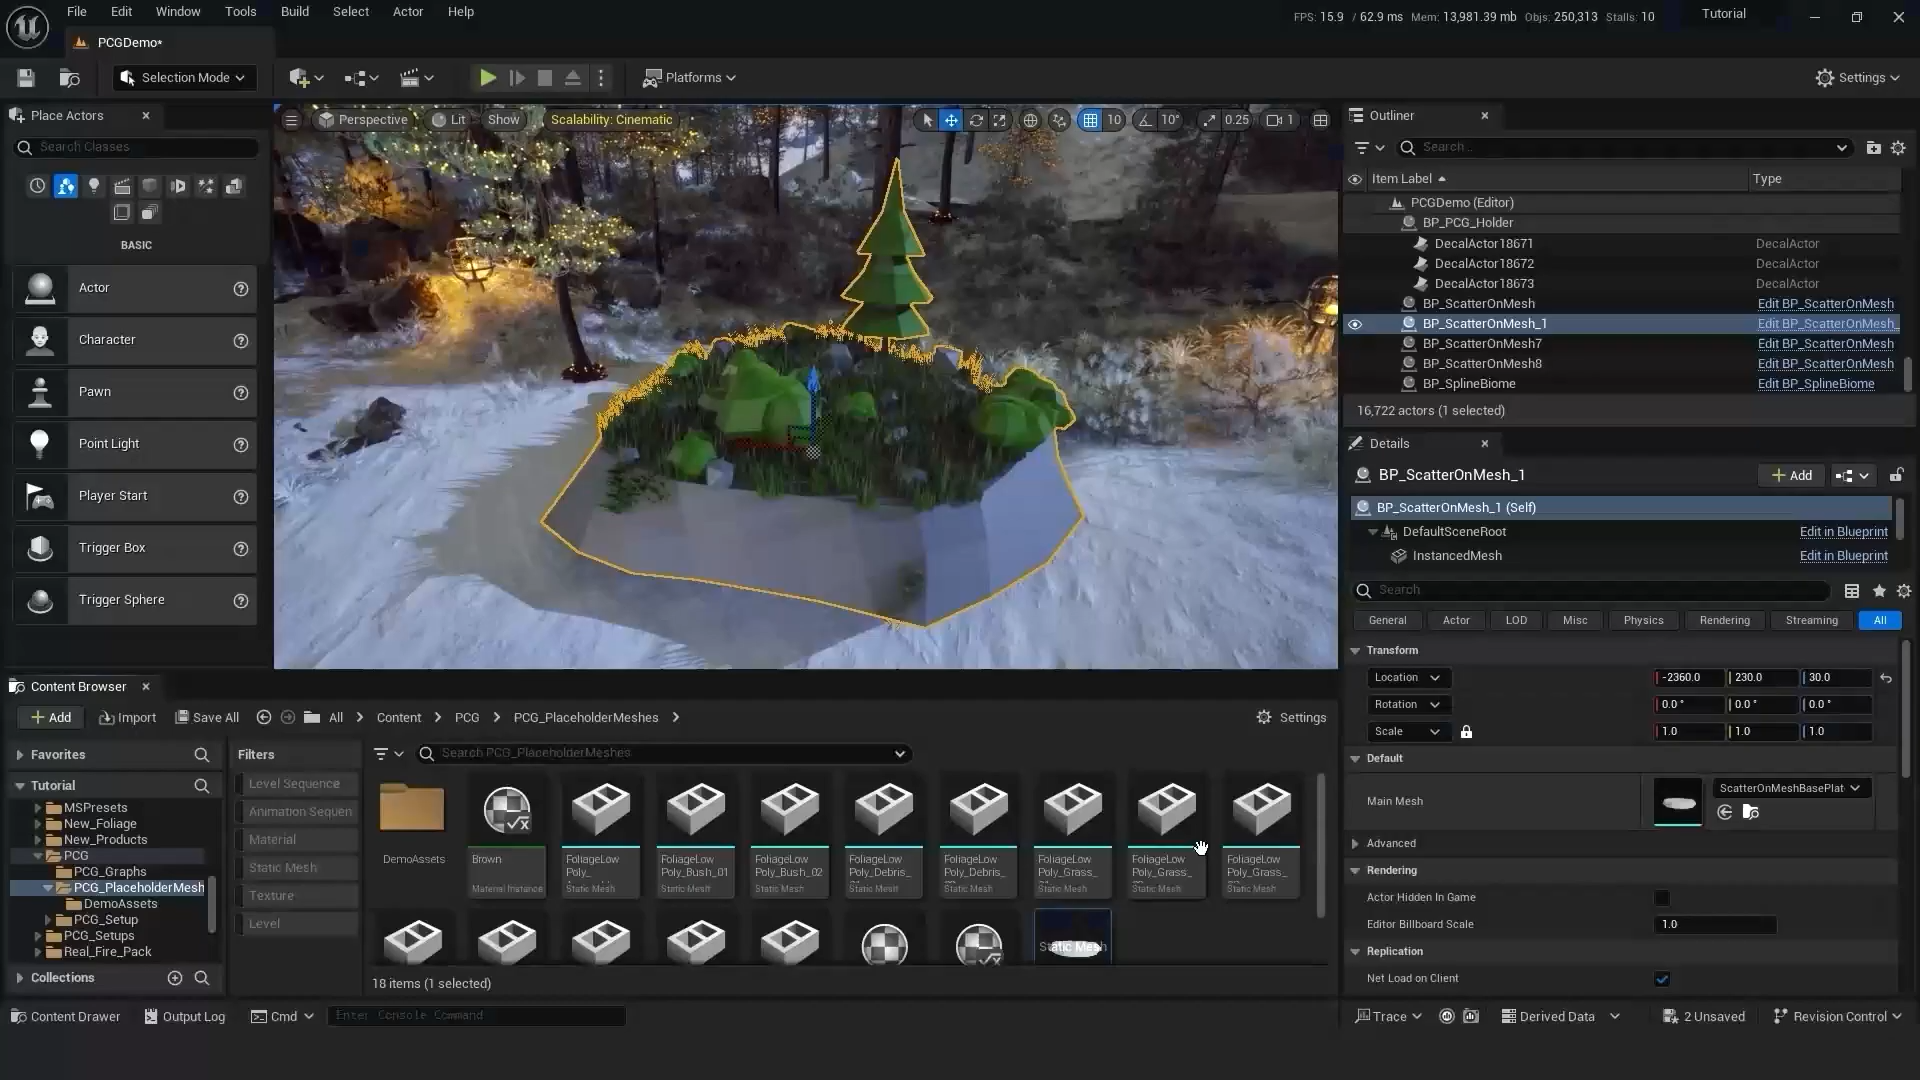 File Edit Window Tools Build Select Actor Help
FPS: 15.9 / 62.9 ms Mem: 13,981.39 mb Objs: 250,313 Stalls: 10
Tutorial
PCGDemo*
Selection Mode
Platforms
Settings
Place Actors
Search Classes
BASIC
Actor
Character
Pawn
Point Light
Player Start
Trigger Box
Trigger Sphere
Perspective Lit Show Scalability: Cinematic
10 10° 0.25 1
Outliner
Search...
Item Label Type
PCGDemo (Editor)
BP_PCG_Holder
DecalActor18671 DecalActor
DecalActor18672 DecalActor
DecalActor18673 DecalActor
BP_ScatterOnMesh Edit BP_ScatterOnMesh
BP_ScatterOnMesh_1 Edit BP_ScatterOnMesh_
BP_ScatterOnMesh7 Edit BP_ScatterOnMesh
BP_ScatterOnMesh8 Edit BP_ScatterOnMesh
BP_SplineBiome Edit BP_SplineBiome
16,722 actors (1 selected)
Details
BP_ScatterOnMesh_1 Add
BP_ScatterOnMesh_1 (Self)
DefaultSceneRoot Edit in Blueprint
InstancedMesh Edit in Blueprint
Search
General Actor LOD Misc Physics Rendering Streaming All
Transform
Location -2360.0 230.0 30.0
Rotation 0.0° 0.0° 0.0°
Scale 1.0 1.0 1.0
Default
Main Mesh ScatterOnMeshBasePlat
Advanced
Rendering
Actor Hidden In Game
Editor Billboard Scale 1.0
Replication
Net Load on Client
Content Browser
Add Import Save All All Content PCG PCG_PlaceholderMeshes Settings
Favorites
Tutorial
MSPresets
New_Foliage
New_Products
PCG
PCG_Graphs
PCG_PlaceholderMesh
DemoAssets
PCG_Setup
PCG_Setups
Real_Fire_Pack
Collections
Filters
Level Sequence
Animation Sequen
Material
Static Mesh
Texture
Level
Search PCG_PlaceholderMeshes
DemoAssets
Brown
Material Instance
FoliageLow
Poly_
Static Mesh
FoliageLow
Poly_Bush_01
Static Mesh
FoliageLow
Poly_Bush_02
Static Mesh
FoliageLow
Poly_Debris_
Static Mesh
FoliageLow
Poly_Debris_
Static Mesh
FoliageLow
Poly_Grass_
Static Mesh
FoliageLow
Poly_Grass_
Static Mesh
FoliageLow
Poly_Grass_
Static Mesh
Static Mesh
18 items (1 selected)
Content Drawer Output Log Cmd Enter Console Command
Trace Derived Data 2 Unsaved Revision Control